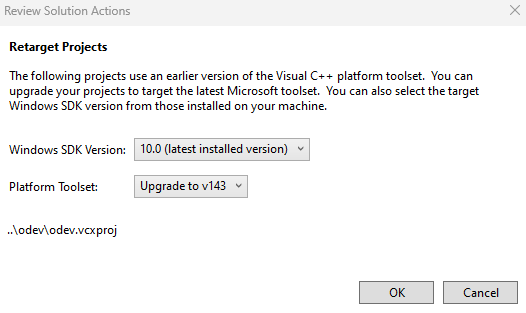 Review Solution Actions
Retarget Projects
The following projects use an earlier version of the Visual C++ platform toolset.  You can
upgrade your projects to target the latest Microsoft toolset.  You can also select the target
Windows SDK version from those installed on your machine.
Windows SDK Version: 10.0 (latest installed version)
Platform Toolset: Upgrade to v143
..\odev\odev.vcxproj
OK Cancel